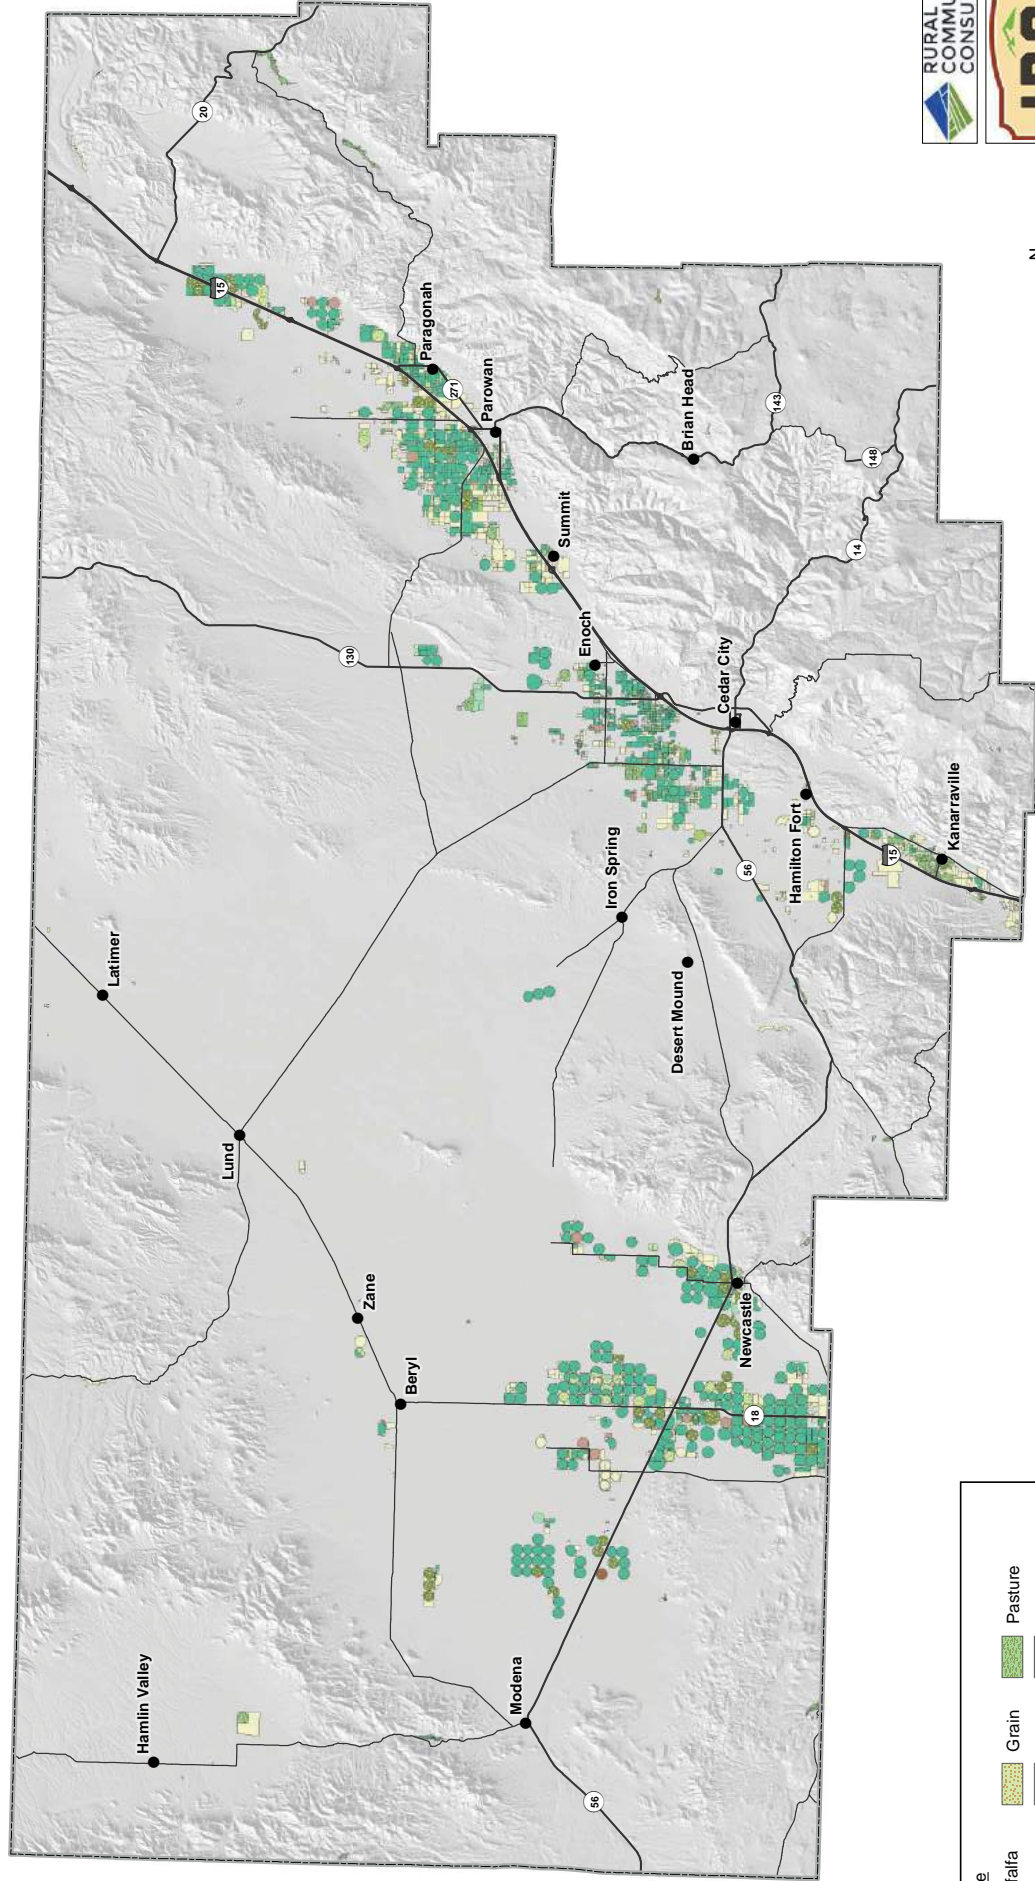 RURAL
COMMU
CONSU
N
20
15
Paragonah
271
Parowan
Brian Head
143
148
14
Summit
Enoch
130
Cedar City
Hamilton Fort
Kanarraville
15
56
Iron Spring
Desert Mound
Latimer
Lund
Zane
Beryl
Newcastle
18
Modena
Hamlin Valley
56
e
falfa
Grain
Pasture